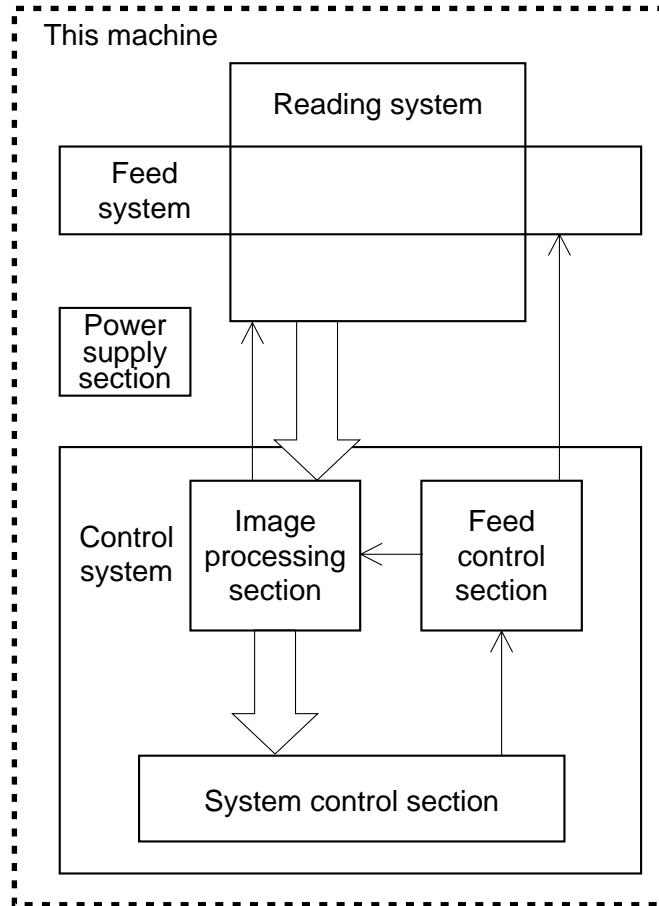 This machine
Reading system
Feed
system
Power
supply
section
Control
system
Image
processing
section
Feed
control
section
System control section